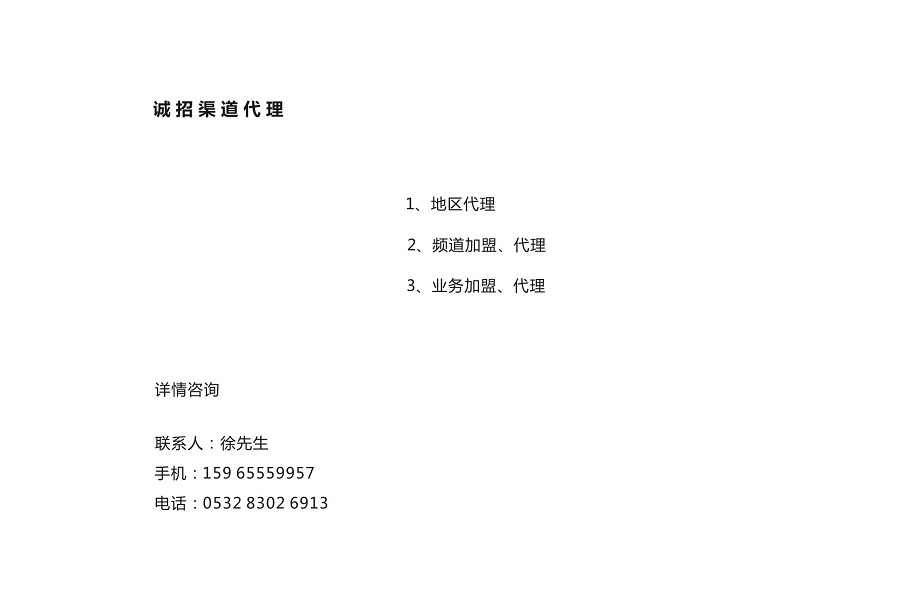 诚招渠道代理
1、地区代理
2、频道加盟、代理
3、业务加盟、代理
详情咨询
联系人：徐先生
手机：159 65559957
电话：0532 8302 6913